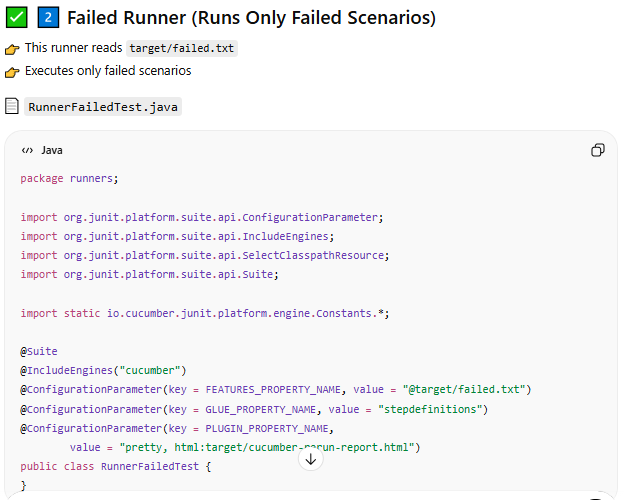 ✅ 2️⃣ Failed Runner (Runs Only Failed Scenarios)
👉 This runner reads target/failed.txt
👉 Executes only failed scenarios
📄 RunnerFailedTest.java
</> Java
package runners;
import org.junit.platform.suite.api.ConfigurationParameter;
import org.junit.platform.suite.api.IncludeEngines;
import org.junit.platform.suite.api.SelectClasspathResource;
import org.junit.platform.suite.api.Suite;
import static io.cucumber.junit.platform.engine.Constants.*;
@Suite
@IncludeEngines("cucumber")
@ConfigurationParameter(key = FEATURES_PROPERTY_NAME, value = "@target/failed.txt")
@ConfigurationParameter(key = GLUE_PROPERTY_NAME, value = "stepdefinitions")
@ConfigurationParameter(key = PLUGIN_PROPERTY_NAME,
value = "pretty, html:target/cucumber-rerun-report.html")
public class RunnerFailedTest {
}